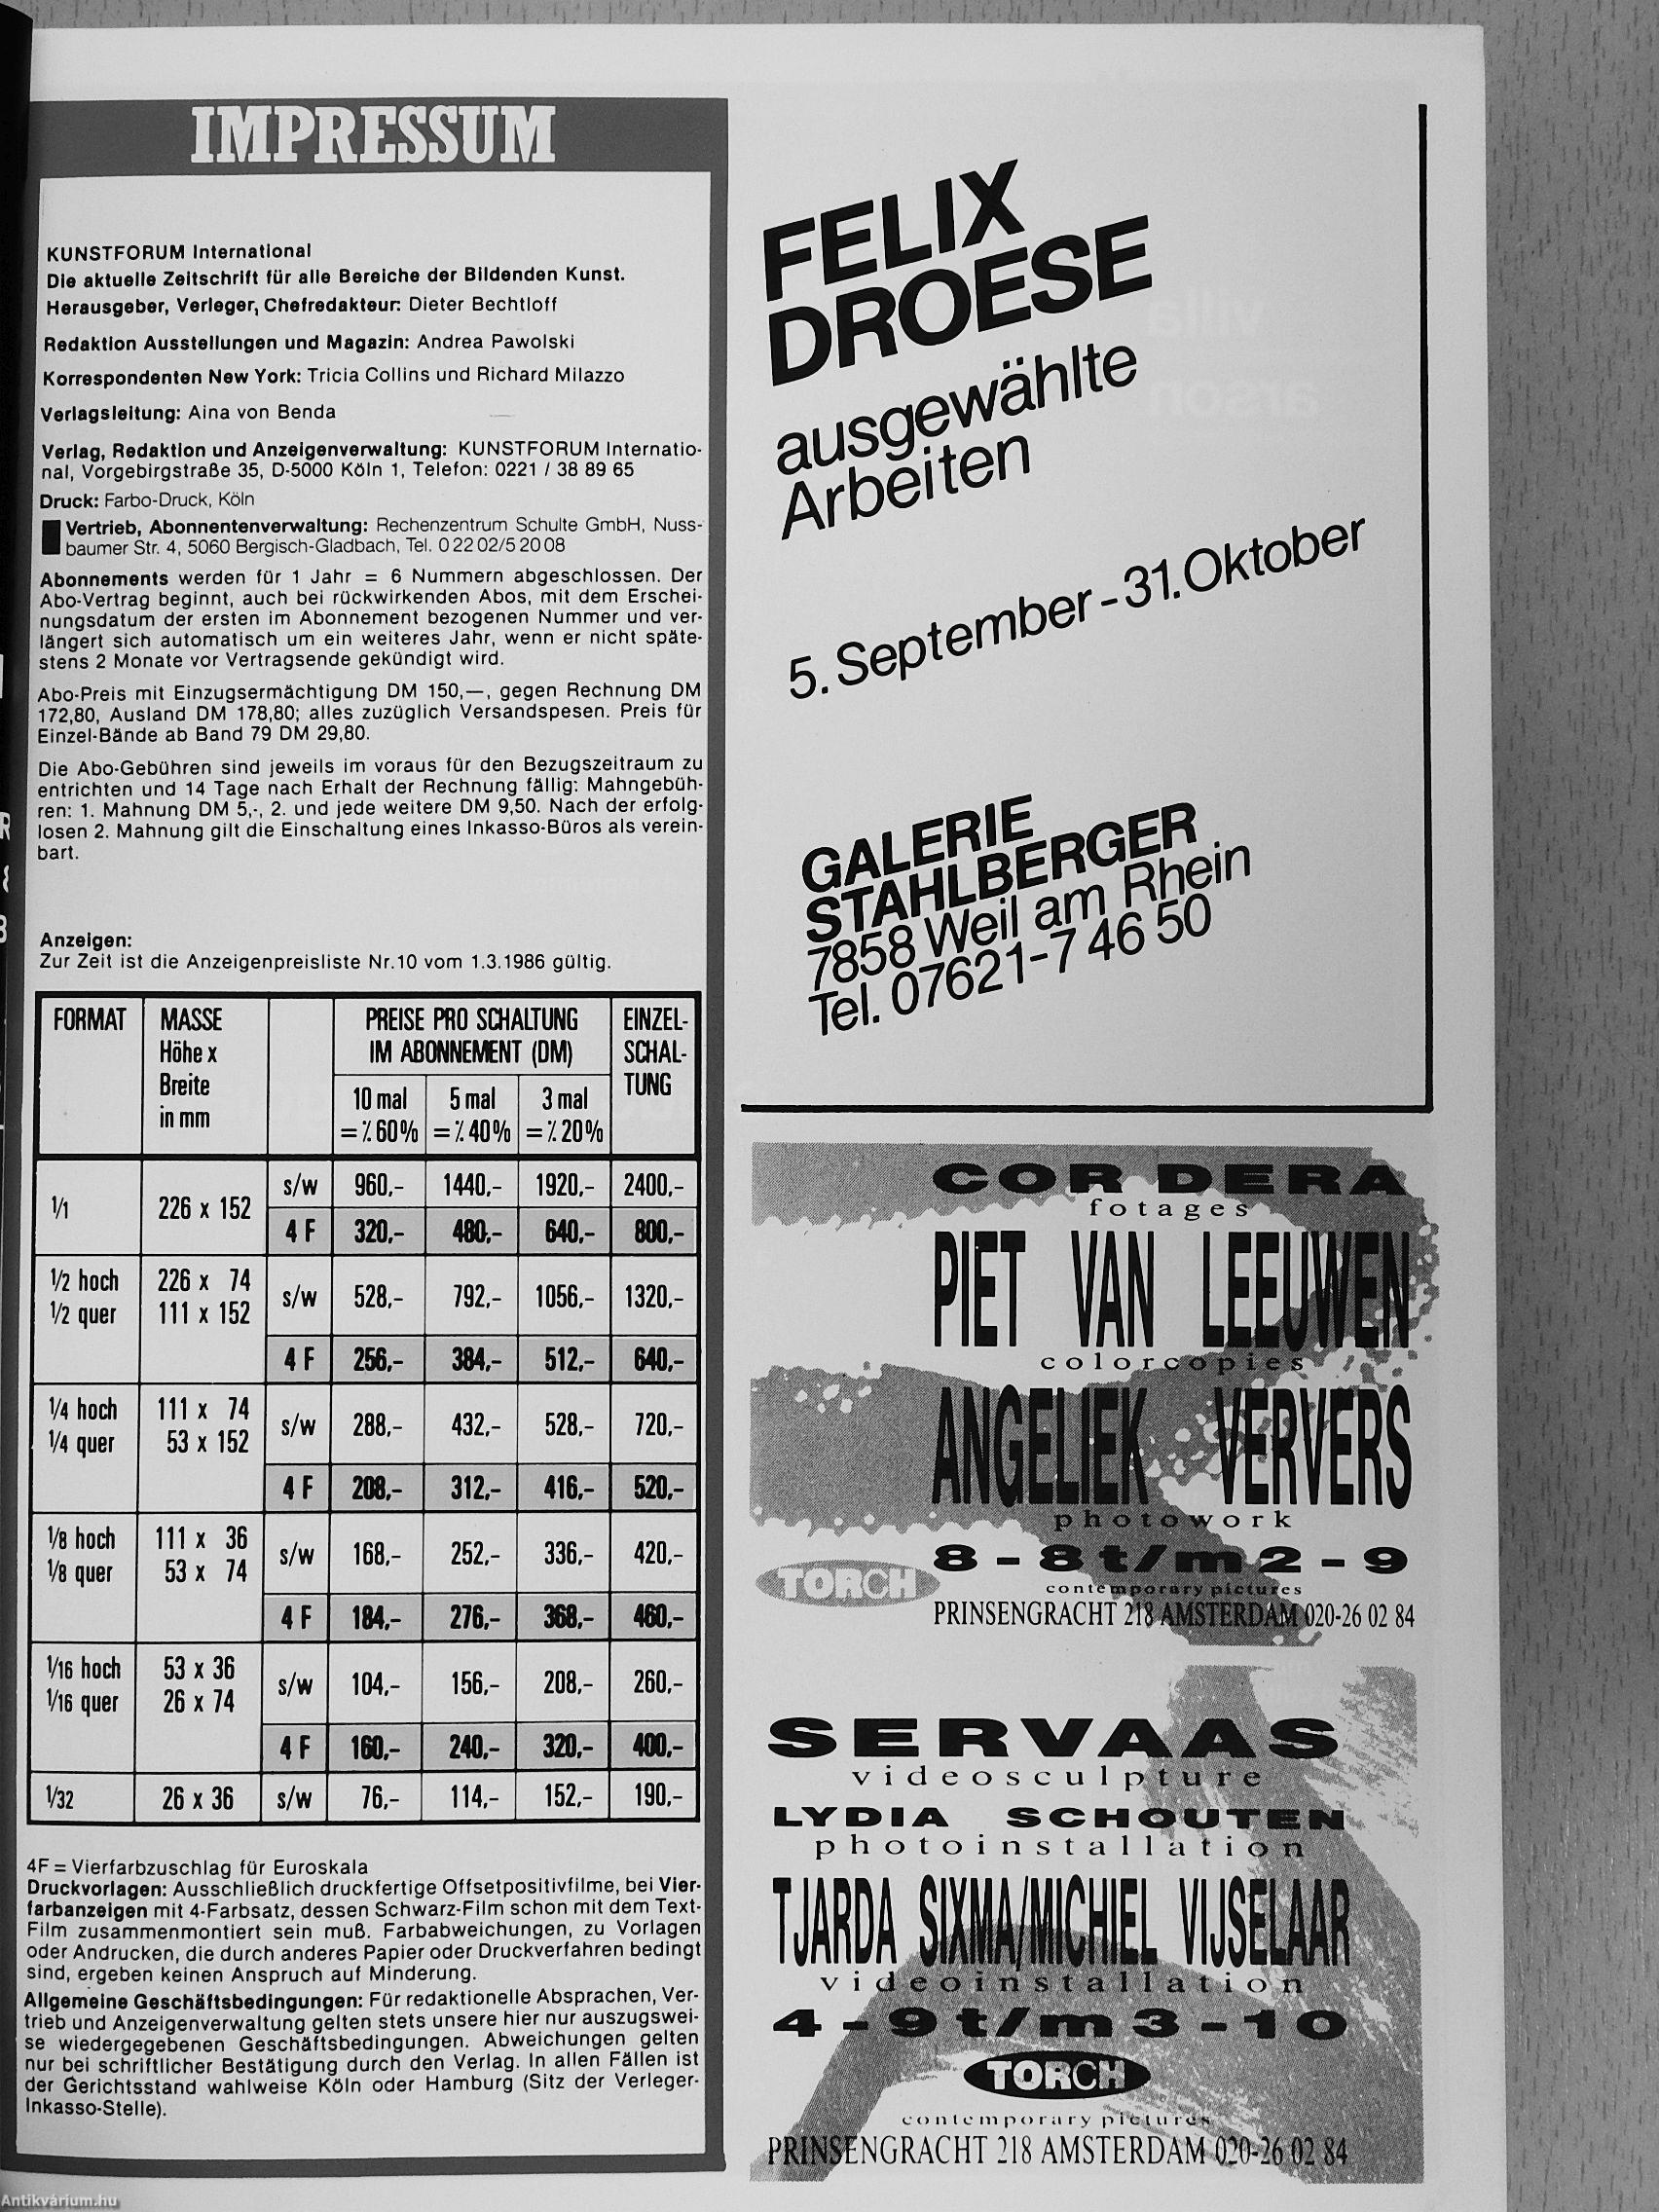 IMPRESSUM
KUNSTFORUM International
Die aktuelle Zeitschrift für alle Bereiche der Bildenden Kunst.
Herausgeber, Verleger, Chefredakteur: Dieter Bechtloff
Redaktion Ausstellungen und Magazin: Andrea Pawolski
Korrespondenten New York: Tricia Collins und Richard Milazzo
Verlagsleitung: Aina von Benda
Verlag, Redaktion und Anzeigenverwaltung: KUNSTFORUM Internatio-
nal, Vorgebirgstraße 35, D-5000 Köln 1, Telefon: 0221 / 38 89 65
Druck: Farbo-Druck, Köln
Vertrieb, Abonnentenverwaltung: Rechenzentrum Schulte GmbH, Nuss-
baumer Str. 4, 5060 Bergisch-Gladbach, Tel. 0 22 02/5 20 08
Abonnements werden für 1 Jahr = 6 Nummern abgeschlossen. Der
Abo-Vertrag beginnt, auch bei rückwirkenden Abos, mit dem Erschei-
nungsdatum der ersten im Abonnement bezogenen Nummer und ver-
längert sich automatisch um ein weiteres Jahr, wenn er nicht späte-
stens 2 Monate vor Vertragsende gekündigt wird.
Abo-Preis mit Einzugsermächtigung DM 150,—, gegen Rechnung DM
172,80, Ausland DM 178,80; alles zuzüglich Versandspesen. Preis für
Einzel-Bände ab Band 79 DM 29,80.
Die Abo-Gebühren sind jeweils im voraus für den Bezugszeitraum zu
entrichten und 14 Tage nach Erhalt der Rechnung fällig: Mahngebüh-
ren: 1. Mahnung DM 5,-, 2. und jede weitere DM 9,50. Nach der erfolg-
losen 2. Mahnung gilt die Einschaltung eines Inkasso-Büros als verein-
bart.
Anzeigen:
Zur Zeit ist die Anzeigenpreisliste Nr.10 vom 1.3.1986 gültig.
FORMAT MASSE PREISE PRO SCHALTUNG EINZEL-
Höhe x IM ABONNEMENT (DM) SCHAL-
Breite 10 mal 5 mal 3 mal TUNG
in mm =٪ 60% =٪ 40% =٪ 20%
1/1 226 x 152 s/w 960,- 1440,- 1920,- 2400,-
4 F 320,- 480,- 640,- 800,-
1/2 hoch 226 x 74 s/w 528,- 792,- 1056,- 1320,-
1/2 quer 111 x 152
4 F 256,- 384,- 512,- 640,-
1/4 hoch 111 x 74 s/w 288,- 432,- 528,- 720,-
1/4 quer 53 x 152
4 F 208,- 312,- 416,- 520,-
1/8 hoch 111 x 36 s/w 168,- 252,- 336,- 420,-
1/8 quer 53 x 74
4 F 184,- 276,- 368,- 460,-
1/16 hoch 53 x 36 s/w 104,- 156,- 208,- 260,-
1/16 quer 26 x 74
4 F 160,- 240,- 320,- 400,-
1/32 26 x 36 s/w 76,- 114,- 152,- 190,-
4F = Vierfarbzuschlag für Euroskala
Druckvorlagen: Ausschließlich druckfertige Offsetpositivfilme, bei Vier-
farbanzeigen mit 4-Farbsatz, dessen Schwarz-Film schon mit dem Text-
Film zusammenmontiert sein muß. Farbabweichungen, zu Vorlagen
oder Andrucken, die durch anderes Papier oder Druckverfahren bedingt
sind, ergeben keinen Anspruch auf Minderung.
Allgemeine Geschäftsbedingungen: Für redaktionelle Absprachen, Ver-
trieb und Anzeigenverwaltung gelten stets unsere hier nur auszugswei-
se wiedergegebenen Geschäftsbedingungen. Abweichungen gelten
nur bei schriftlicher Bestätigung durch den Verlag. In allen Fällen ist
der Gerichtsstand wahlweise Köln oder Hamburg (Sitz der Verleger-
Inkasso-Stelle).
FELIX
DROESE
ausgewählte
Arbeiten
5. September - 31. Oktober
GALERIE
STAHLBERGER
7858 Weil am Rhein
Tel. 07621-7 46 50
COR DERA
fotages
PIET VAN LEEUWEN
colorcopies
ANGELIEK VERVERS
photowork
8 - 8 t/m 2 - 9
TORCH
contemporary pictures
PRINSENGRACHT 218 AMSTERDAM 020-26 02 84
SERVAAS
videosculpture
LYDIA SCHOUTEN
photoinstallation
TJARDA SIXMA/MICHIEL VIJSELAAR
videoinstallation
4 - 9 t/m 3 - 10
TORCH
contemporary pictures
PRINSENGRACHT 218 AMSTERDAM 020-26 02 84
Antikvárium.hu